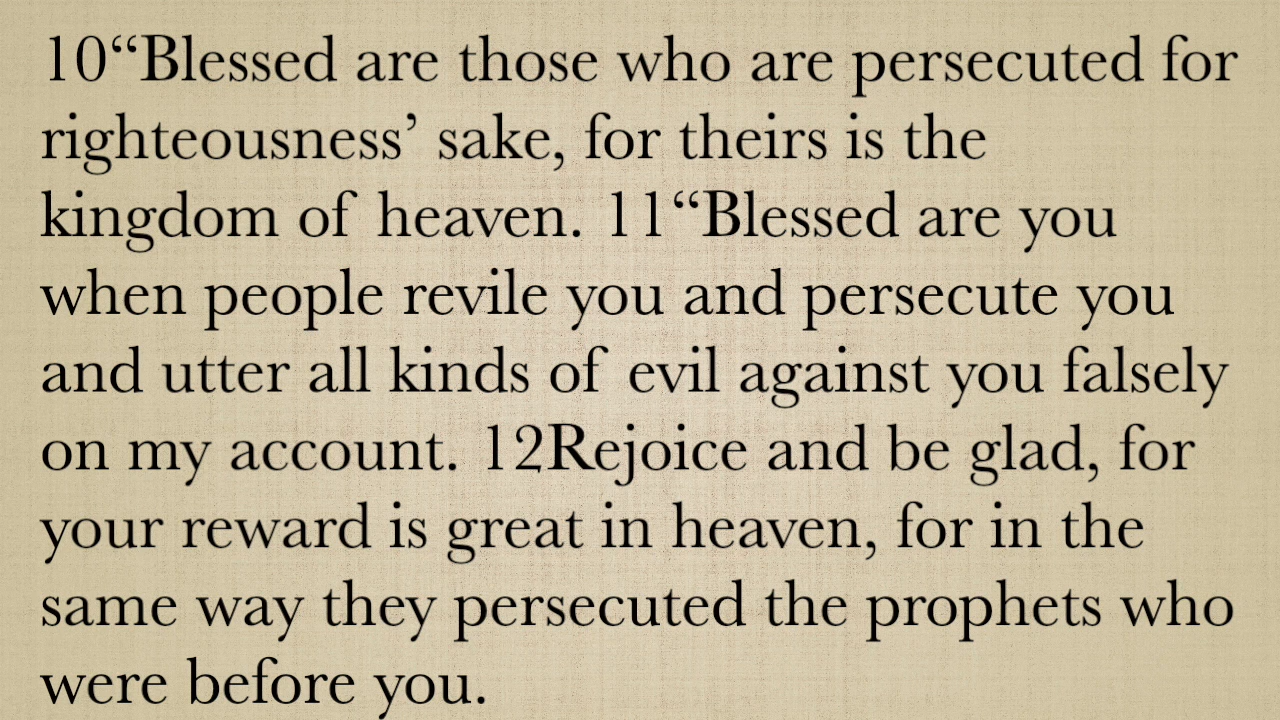 10“Blessed are those who are persecuted for
righteousness’ sake, for theirs is the
kingdom of heaven. 11“Blessed are you
when people revile you and persecute you
and utter all kinds of evil against you falsely
on my account. 12Rejoice and be glad, for
your reward is great in heaven, for in the
same way they persecuted the prophets who
were before you.